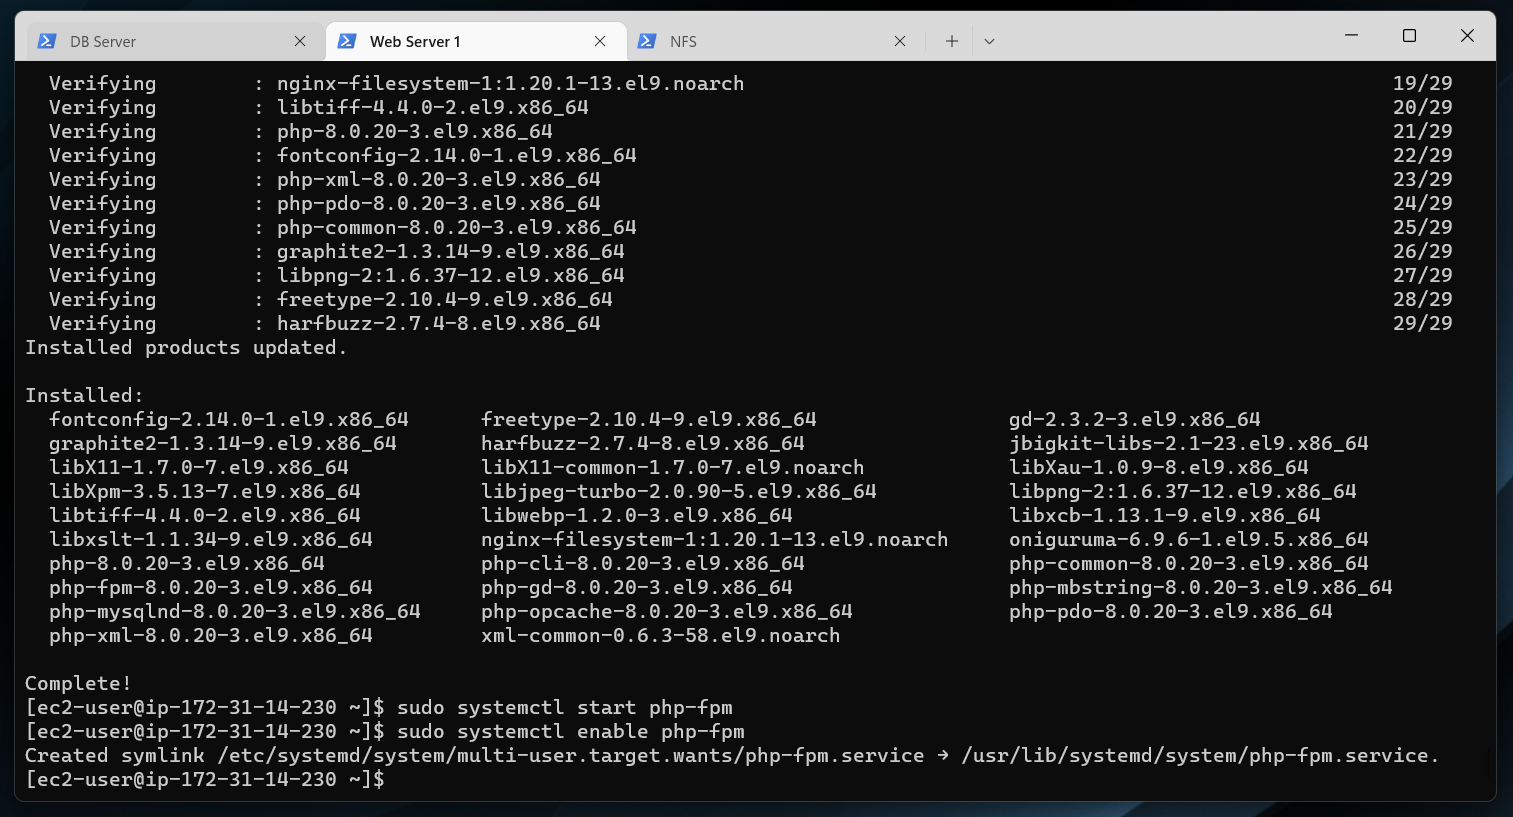 DB Server Web Server 1 NFS
Verifying : nginx-filesystem-1:1.20.1-13.el9.noarch 19/29
Verifying : libtiff-4.4.0-2.el9.x86_64 20/29
Verifying : php-8.0.20-3.el9.x86_64 21/29
Verifying : fontconfig-2.14.0-1.el9.x86_64 22/29
Verifying : php-xml-8.0.20-3.el9.x86_64 23/29
Verifying : php-pdo-8.0.20-3.el9.x86_64 24/29
Verifying : php-common-8.0.20-3.el9.x86_64 25/29
Verifying : graphite2-1.3.14-9.el9.x86_64 26/29
Verifying : libpng-2:1.6.37-12.el9.x86_64 27/29
Verifying : freetype-2.10.4-9.el9.x86_64 28/29
Verifying : harfbuzz-2.7.4-8.el9.x86_64 29/29
Installed products updated.
Installed:
fontconfig-2.14.0-1.el9.x86_64 freetype-2.10.4-9.el9.x86_64 gd-2.3.2-3.el9.x86_64
graphite2-1.3.14-9.el9.x86_64 harfbuzz-2.7.4-8.el9.x86_64 jbigkit-libs-2.1-23.el9.x86_64
libX11-1.7.0-7.el9.x86_64 libX11-common-1.7.0-7.el9.noarch libXau-1.0.9-8.el9.x86_64
libXpm-3.5.13-7.el9.x86_64 libjpeg-turbo-2.0.90-5.el9.x86_64 libpng-2:1.6.37-12.el9.x86_64
libtiff-4.4.0-2.el9.x86_64 libwebp-1.2.0-3.el9.x86_64 libxcb-1.13.1-9.el9.x86_64
libxslt-1.1.34-9.el9.x86_64 nginx-filesystem-1:1.20.1-13.el9.noarch oniguruma-6.9.6-1.el9.5.x86_64
php-8.0.20-3.el9.x86_64 php-cli-8.0.20-3.el9.x86_64 php-common-8.0.20-3.el9.x86_64
php-fpm-8.0.20-3.el9.x86_64 php-gd-8.0.20-3.el9.x86_64 php-mbstring-8.0.20-3.el9.x86_64
php-mysqlnd-8.0.20-3.el9.x86_64 php-opcache-8.0.20-3.el9.x86_64 php-pdo-8.0.20-3.el9.x86_64
php-xml-8.0.20-3.el9.x86_64 xml-common-0.6.3-58.el9.noarch
Complete!
[ec2-user@ip-172-31-14-230 ~]$ sudo systemctl start php-fpm
[ec2-user@ip-172-31-14-230 ~]$ sudo systemctl enable php-fpm
Created symlink /etc/systemd/system/multi-user.target.wants/php-fpm.service → /usr/lib/systemd/system/php-fpm.service.
[ec2-user@ip-172-31-14-230 ~]$